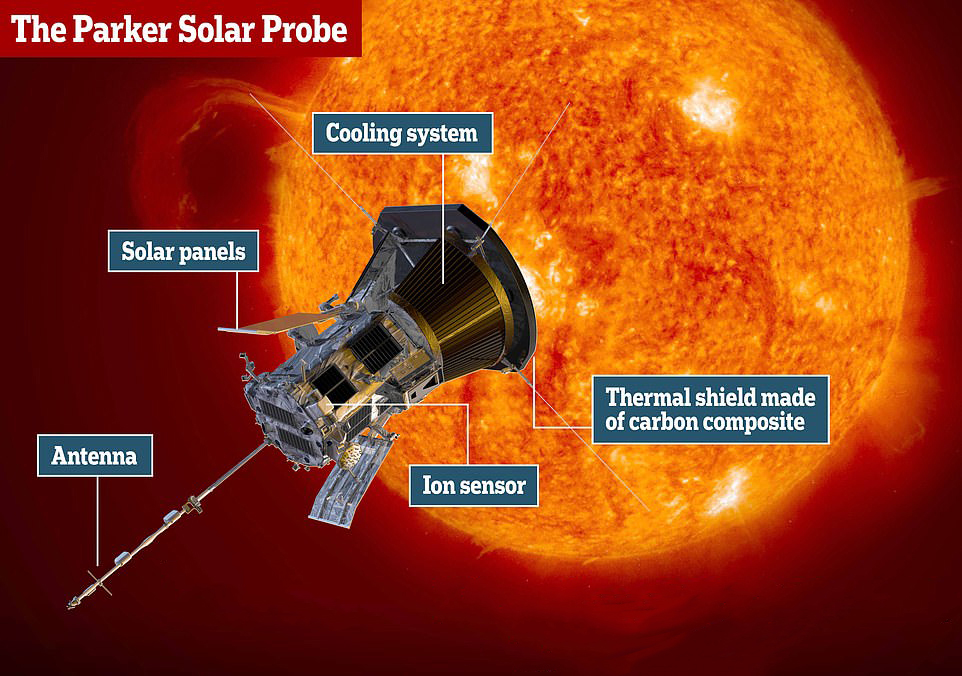 The Parker Solar Probe
Cooling system
Solar panels
Thermal shield made
of carbon composite
Antenna
Ion sensor